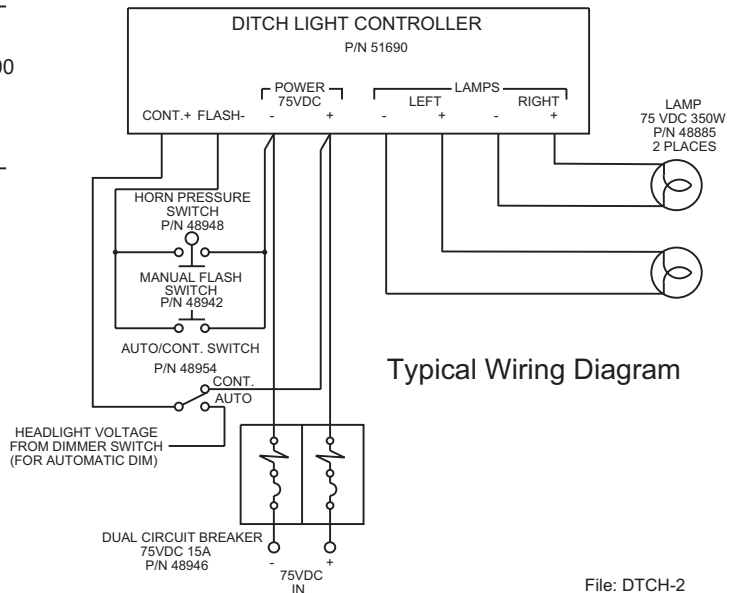 00
DITCH LIGHT CONTROLLER
P/N 51690
POWER
75VDC
LAMPS
LEFT
RIGHT
CONT.+ FLASH-
- + - + - +
LAMP
75 VDC 350W
P/N 48885
2 PLACES
HORN PRESSURE
SWITCH
P/N 48948
MANUAL FLASH
SWITCH
P/N 48942
AUTO/CONT. SWITCH
P/N 48954
CONT.
AUTO
HEADLIGHT VOLTAGE
FROM DIMMER SWITCH
(FOR AUTOMATIC DIM)
Typical Wiring Diagram
DUAL CIRCUIT BREAKER
75VDC 15A
P/N 48946
- +
75VDC
IN
File: DTCH-2